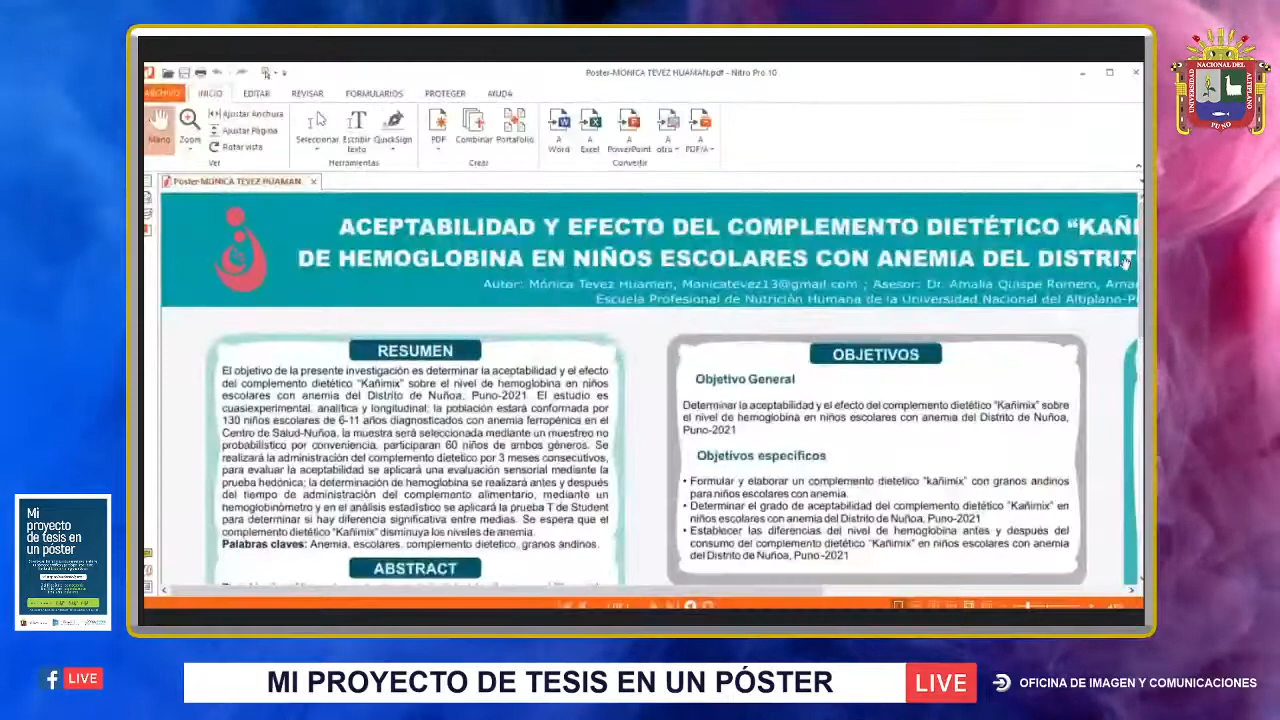 Poster-MONICA TEVEZ HUAMAN.pdf - Nitro Pro 10
ARCHIVO INICIO EDITAR REVISAR FORMULARIOS PROTEGER AYUDA
Mano
Zoom
Ajustar Anchura
Ajustar Página
Rotar vista
Ver
Seleccionar
Escribir texto
QuickSign
Herramientas
PDF
Combinar
Portafolio
Crear
A Word
A Excel
A PowerPoint
A otro
A PDF/A
Convertir
Poster-MONICA TEVEZ HUAMAN
ACEPTABILIDAD Y EFECTO DEL COMPLEMENTO DIETÉTICO “KAÑI
DE HEMOGLOBINA EN NIÑOS ESCOLARES CON ANEMIA DEL DISTRIT
Autor: Mónica Tevez Huaman, Monicatevez13@gmail.com ; Asesor: Dr. Amalia Quispe Romero, Ama
Escuela Profesional de Nutrición Humana de la Universidad Nacional del Altiplano-P
RESUMEN
El objetivo de la presente investigación es determinar la aceptabilidad y el efecto
del complemento dietético “Kañimix” sobre el nivel de hemoglobina en niños
escolares con anemia del Distrito de Nuñoa, Puno-2021. El estudio es
cuasiexperimental, analítica y longitudinal; la población estará conformada por
130 niños escolares de 6-11 años diagnosticados con anemia ferropénica en el
Centro de Salud-Nuñoa, la muestra será seleccionada mediante un muestreo no
probabilístico por conveniencia, participaran 60 niños de ambos géneros. Se
realizará la administración del complemento dietetico por 3 meses consecutivos,
para evaluar la aceptabilidad se aplicará una evaluación sensorial mediante la
prueba hedónica; la determinación de hemoglobina se realizará antes y después
del tiempo de administración del complemento alimentario, mediante un
hemoglobinómetro y en el análisis estadístico se aplicará la prueba T de Student
para determinar si hay diferencia significativa entre medias. Se espera que el
complemento dietético “Kañimix” disminuya los niveles de anemia.
Palabras claves: Anemia, escolares, complemento dietetico, granos andinos.
ABSTRACT
OBJETIVOS
Objetivo General
Determinar la aceptabilidad y el efecto del complemento dietético “Kañimix” sobre
el nivel de hemoglobina en niños escolares con anemia del Distrito de Nuñoa,
Puno-2021
Objetivos específicos
• Formular y elaborar un complemento dietetico “kañimix” con granos andinos
para niños escolares con anemia.
• Determinar el grado de aceptabilidad del complemento dietético “Kañimix” en
niños escolares con anemia del Distrito de Nuñoa, Puno-2021
• Establecer las diferencias del nivel de hemoglobina antes y después del
consumo del complemento dietético “Kañimix” en niños escolares con anemia
del Distrito de Nuñoa, Puno -2021
UNIVERSIDAD NACIONAL DEL ALTIPLANO
PUNO
Mi
proyecto
de tesis en
un póster
LIVE
MI PROYECTO DE TESIS EN UN PÓSTER
LIVE
OFICINA DE IMAGEN Y COMUNICACIONES